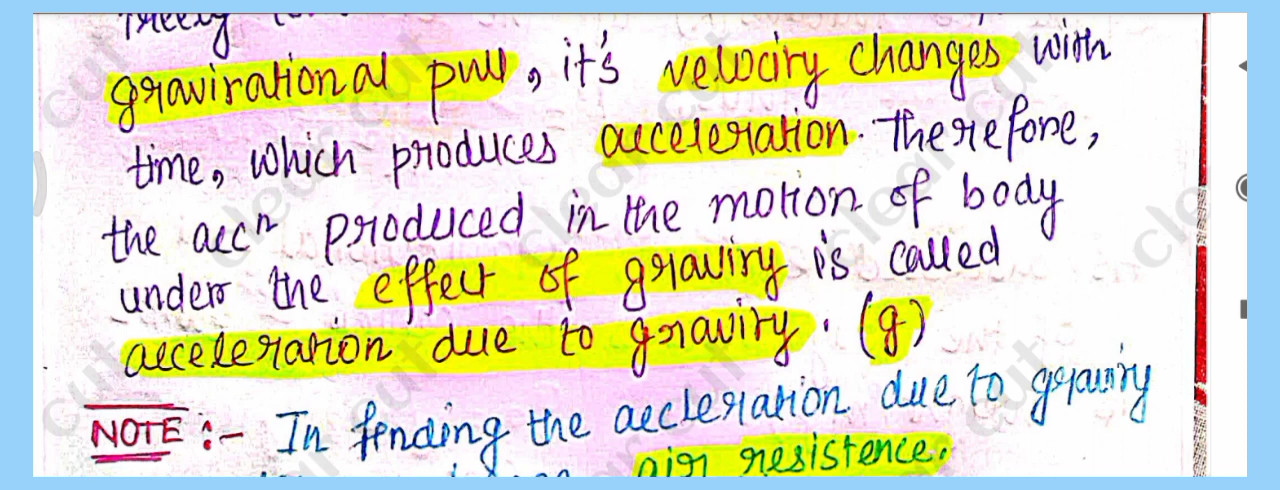 freely
gravitational pull, it's velocity changes with
time, which produces acceleration. Therefore,
the accn produced in the motion of body
under the effect of gravity is called
acceleration due to gravity. (g)
NOTE :- In finding the accleration due to gravity
air resistence.